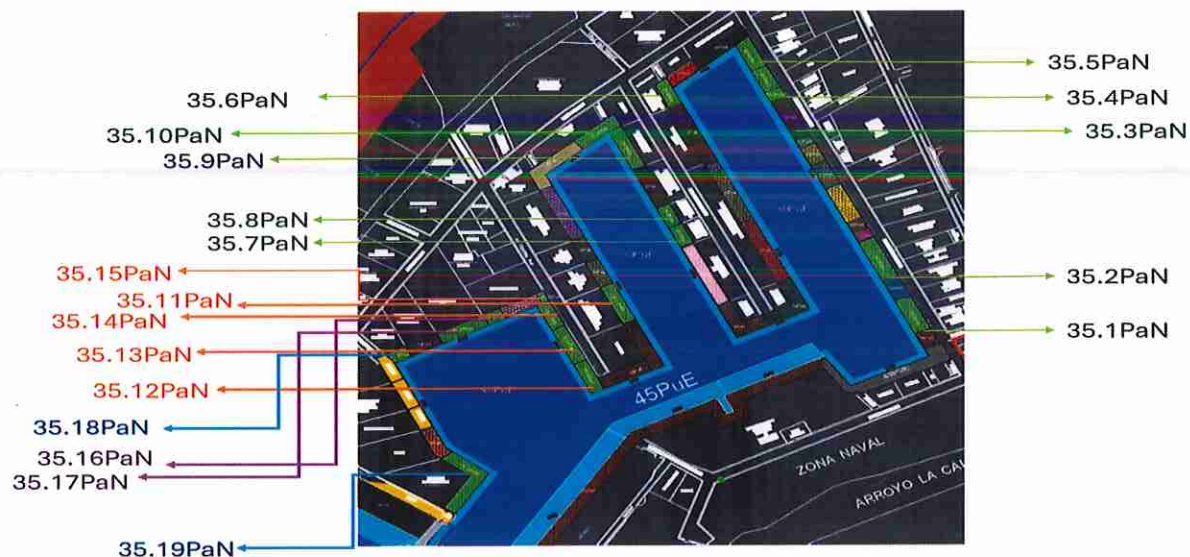 35.5PaN
35.6PaN
35.4PaN
35.10PaN
35.3PaN
35.9PaN
35.8PaN
35.7PaN
35.15PaN
35.2PaN
35.11PaN
35.14PaN
35.1PaN
35.13PaN
35.12PaN
45PuE
35.18PaN
35.16PaN
ZONA NAVAL
35.17PaN
ARROYO LA CAL
35.19PaN